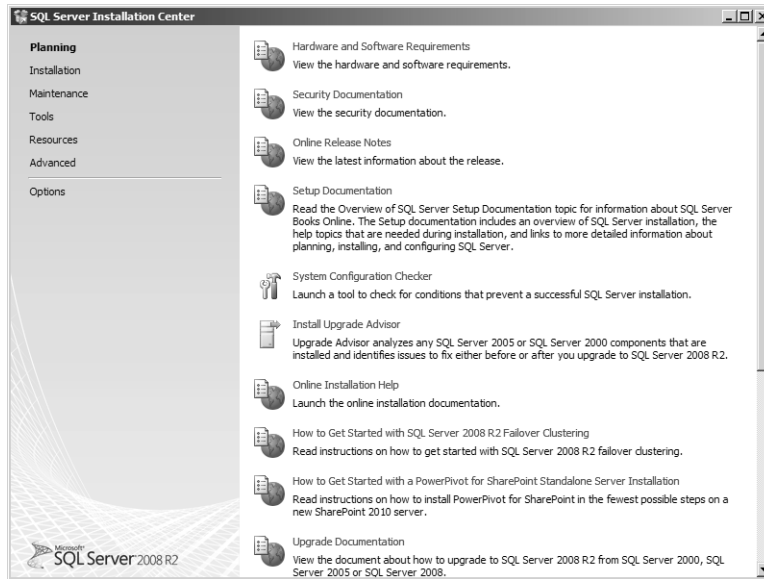 SQL Server Installation Center
Planning
Installation
Maintenance
Tools
Resources
Advanced
Options
Hardware and Software Requirements
View the hardware and software requirements.
Security Documentation
View the security documentation.
Online Release Notes
View the latest information about the release.
Setup Documentation
Read the Overview of SQL Server Setup Documentation topic for information about SQL Server
Books Online. The Setup documentation includes an overview of SQL Server installation, the
help topics that are needed during installation, and links to more detailed information about
planning, installing, and configuring SQL Server.
System Configuration Checker
Launch a tool to check for conditions that prevent a successful SQL Server installation.
Install Upgrade Advisor
Upgrade Advisor analyzes any SQL Server 2005 or SQL Server 2000 components that are
installed and identifies issues to fix either before or after you upgrade to SQL Server 2008 R2.
Online Installation Help
Launch the online installation documentation.
How to Get Started with SQL Server 2008 R2 Failover Clustering
Read instructions on how to get started with SQL Server 2008 R2 failover clustering.
How to Get Started with a PowerPivot for SharePoint Standalone Server Installation
Read instructions on how to install PowerPivot for SharePoint in the fewest possible steps on a
new SharePoint 2010 server.
Upgrade Documentation
View the document about how to upgrade to SQL Server 2008 R2 from SQL Server 2000, SQL
Server 2005 or SQL Server 2008.
Microsoft
SQL Server 2008 R2